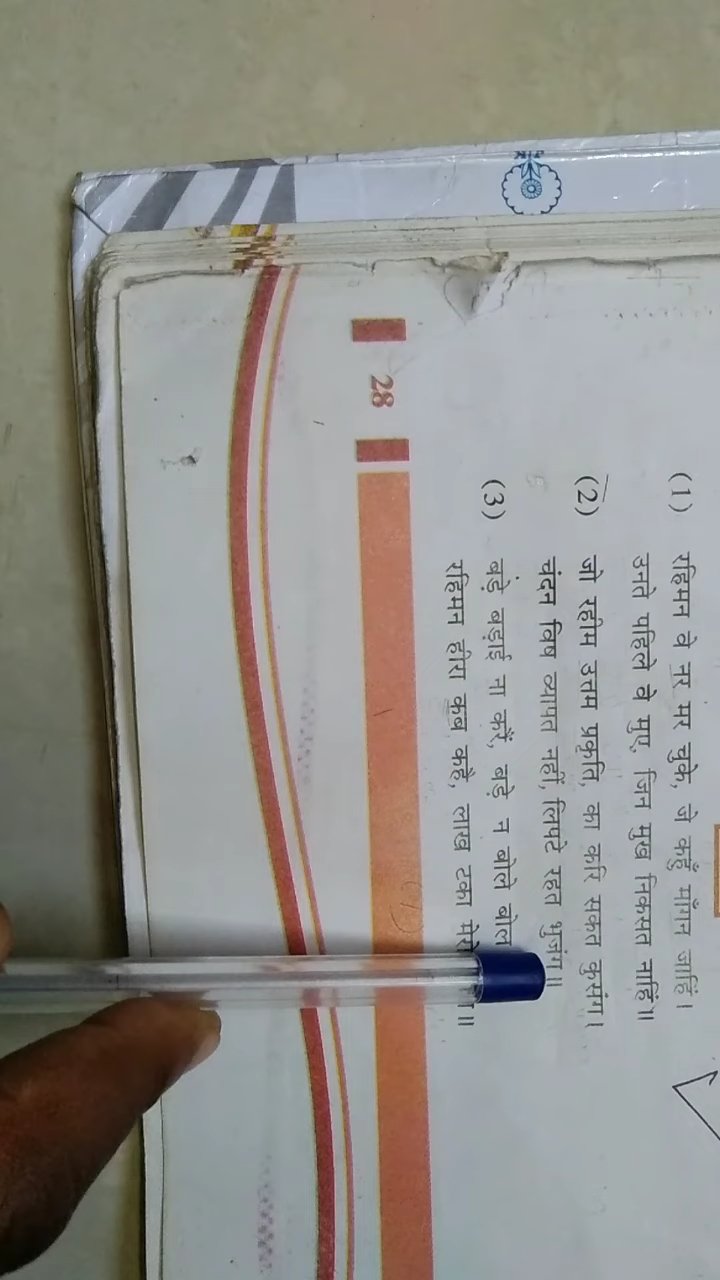 (1) रहिमन वे नर मर चुके, जे कहुँ माँगन जाहिं।
उनते पहिले वे मुए, जिन मुख निकसत नाहिं॥
(2) जो रहीम उत्तम प्रकृति, का करि सकत कुसंग।
चंदन विष व्यापत नहीं, लिपटे रहत भुजंग॥
(3) बड़े बड़ाई ना करें, बड़े न बोले बोल
रहिमन हीरा कब कहै, लाख टका
28